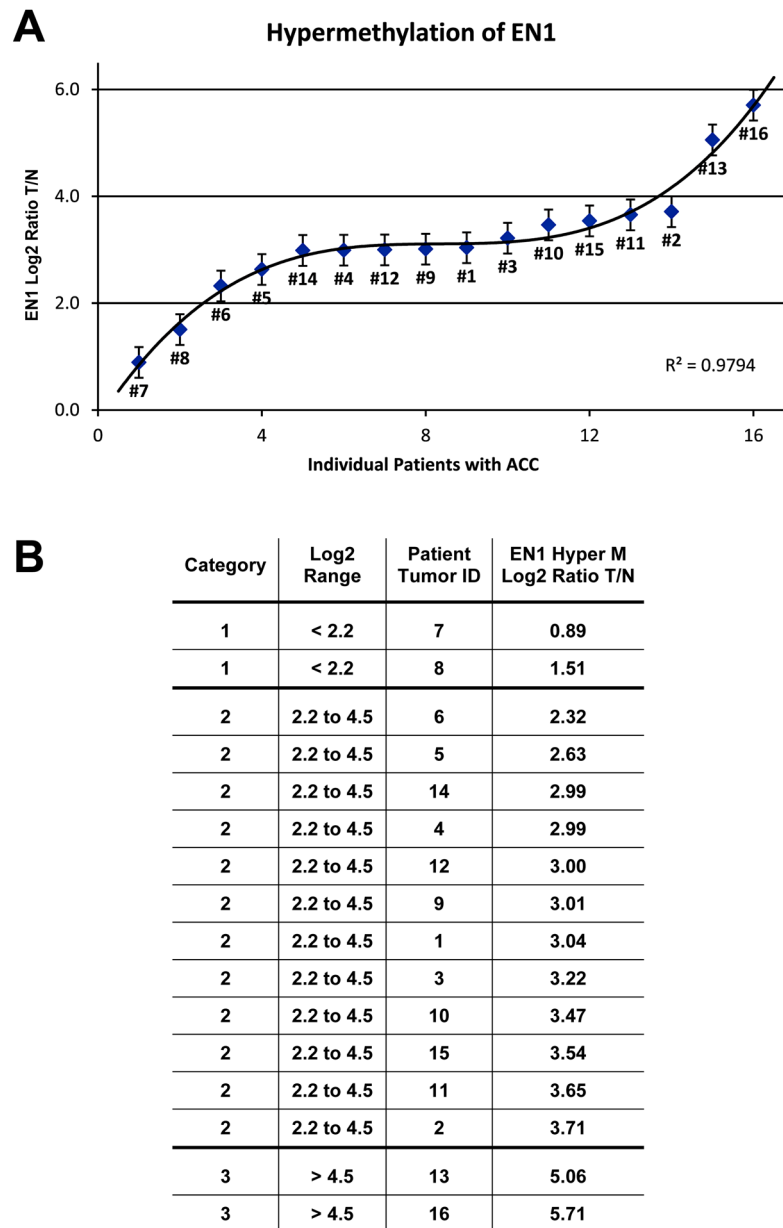 A
Hypermethylation of EN1
EN1 Log2 Ratio T/N
6.0
4.0
2.0
0.0
#7
#8
#6
#5
#14
#4
#12
#9
#1
#3
#10
#15
#11
#2
#13
#16
R² = 0.9794
0 4 8 12 16
Individual Patients with ACC
B
Category Log2 Range Patient Tumor ID EN1 Hyper M Log2 Ratio T/N
1 < 2.2 7 0.89
1 < 2.2 8 1.51
2 2.2 to 4.5 6 2.32
2 2.2 to 4.5 5 2.63
2 2.2 to 4.5 14 2.99
2 2.2 to 4.5 4 2.99
2 2.2 to 4.5 12 3.00
2 2.2 to 4.5 9 3.01
2 2.2 to 4.5 1 3.04
2 2.2 to 4.5 3 3.22
2 2.2 to 4.5 10 3.47
2 2.2 to 4.5 15 3.54
2 2.2 to 4.5 11 3.65
2 2.2 to 4.5 2 3.71
3 > 4.5 13 5.06
3 > 4.5 16 5.71